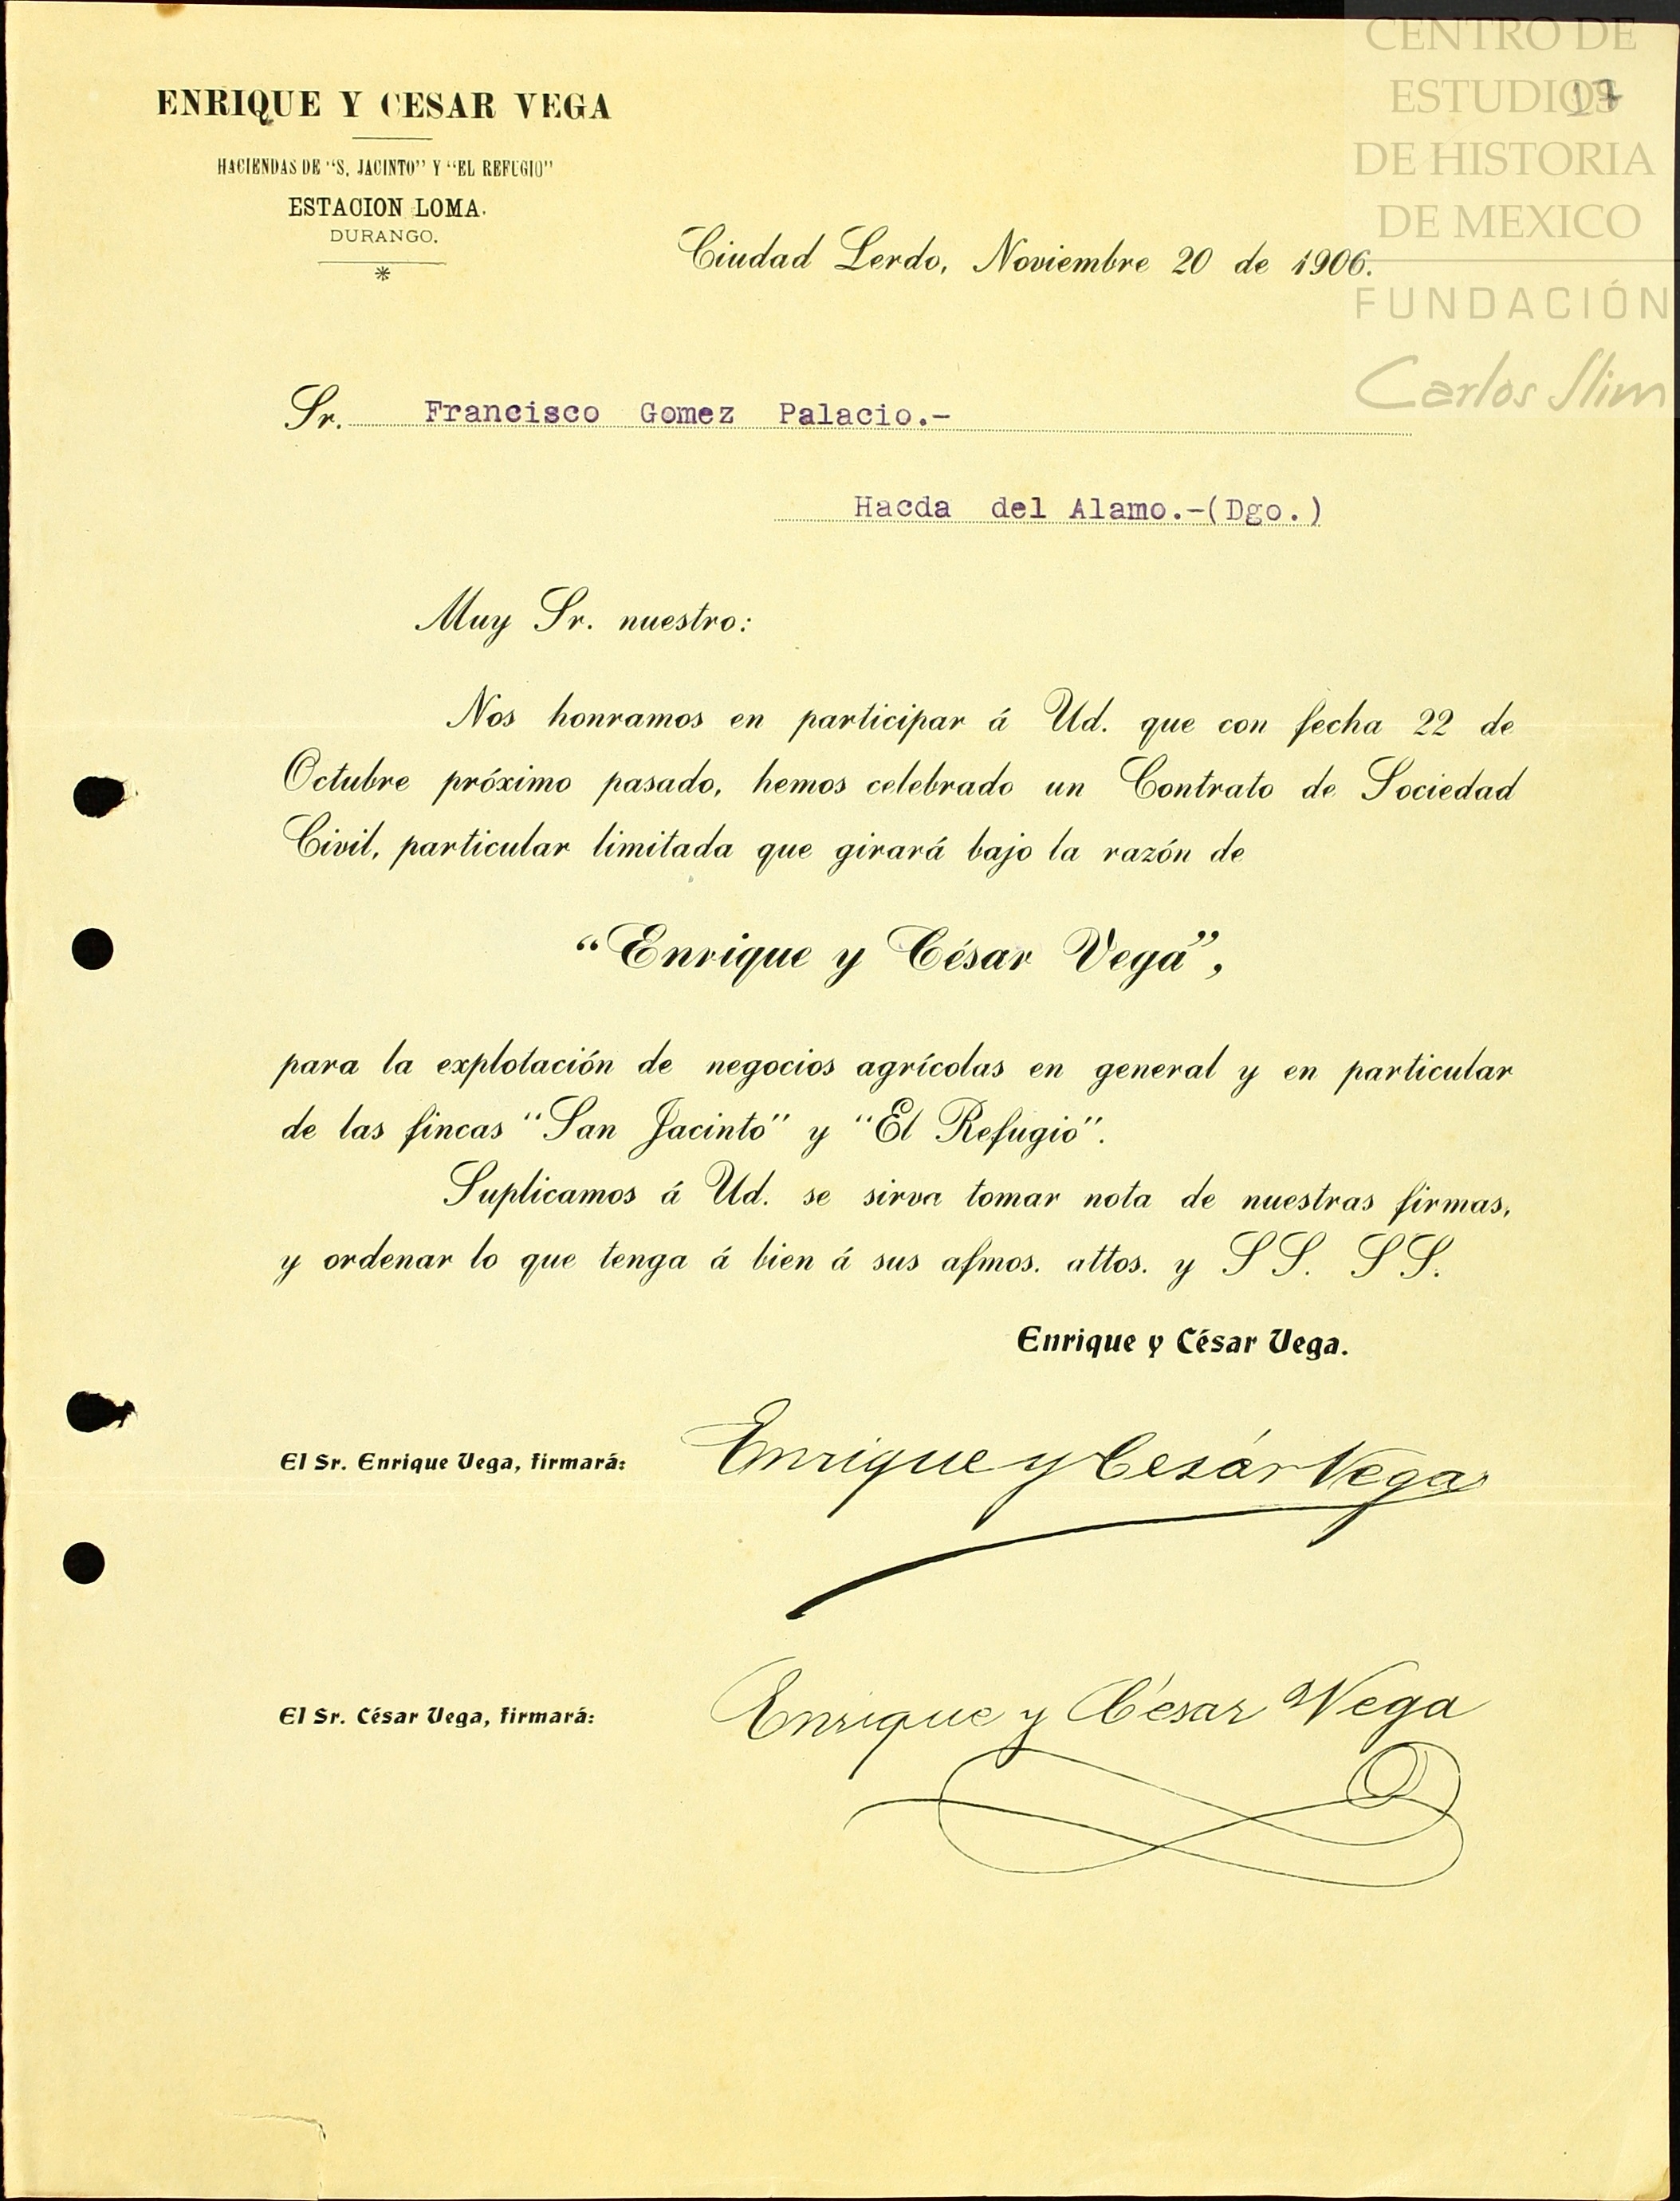 CENTRO DE
ESTUDIOS
DE HISTORIA
DE MEXICO
FUNDACIÓN
Carlos Slim
17
ENRIQUE Y CESAR VEGA
HACIENDAS DE "S. JACINTO" Y "EL REFUGIO"
ESTACION LOMA.
DURANGO.
*
Ciudad Lerdo, Noviembre 20 de 1906.
Sr. Francisco Gomez Palacio.-
Hacda del Alamo.-(Dgo.)
Muy Sr. nuestro:
Nos honramos en participar á Ud. que con fecha 22 de
Octubre próximo pasado, hemos celebrado un Contrato de Sociedad
Civil, particular limitada que girará bajo la razón de
"Enrique y César Vega",
para la explotación de negocios agrícolas en general y en particular
de las fincas "San Jacinto" y "El Refugio".
Suplicamos á Ud. se sirva tomar nota de nuestras firmas,
y ordenar lo que tenga á bien á sus afmos. attos. y SS. SS.
Enrique y César Vega.
El Sr. Enrique Vega, firmará: Enrique y Cesár Vega
El Sr. César Vega, firmará: Enrique y César Vega